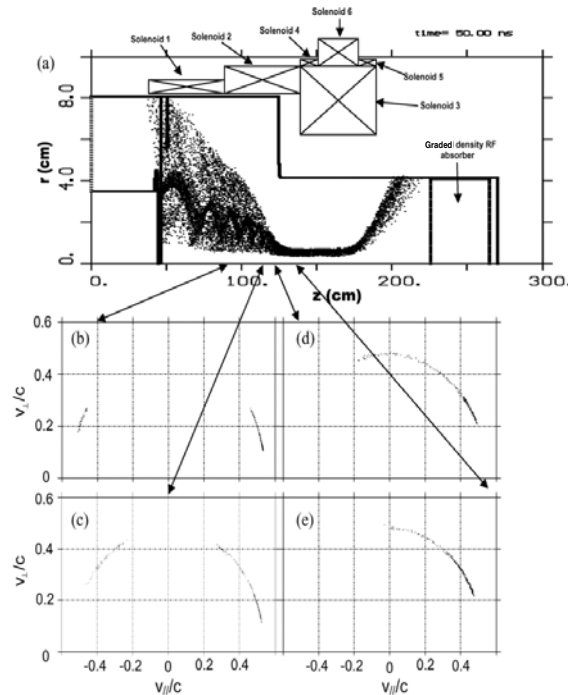 Solenoid 6
time= 50.00 ns
Solenoid 4
Solenoid 2
Solenoid 1
(a)
Solenoid 5
8.0
Solenoid 3
r (cm)
Graded density RF
absorber
4.0
0.
0.
100.
200.
300.
z (cm)
0.6
(b)
(d)
v⊥/c
0.4
0.2
0
0.6
(c)
(e)
v⊥/c
0.4
0.2
0
-0.4 -0.2 0 0.2 0.4
-0.4 -0.2 0 0.2 0.4
v///c
v///c